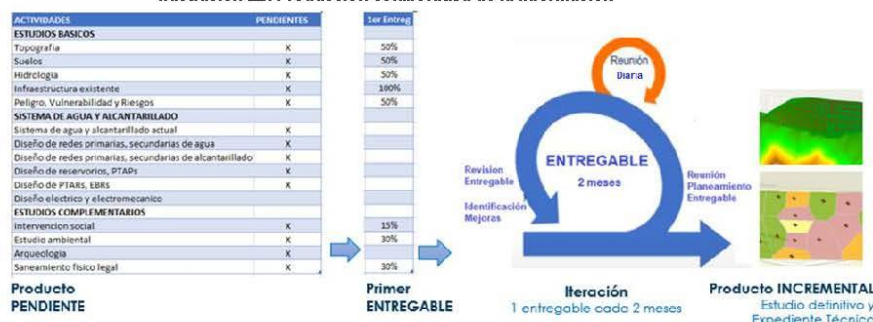 ACTIVIDADES PENDIENTES 1er Entreg
ESTUDIOS BASICOS
Topografia X 50%
Suelos X 50%
Hidrologia X 50%
Infraestructura existente X 100%
Peligro, Vulnerabilidad y Riesgos X 50%
SISTEMA DE AGUA Y ALCANTARILLADO
Sistema de agua y alcantarillado actual X
Diseño de redes primarias, secundarias de agua X
Diseño de redes primarias, secundarias de alcantarillado X
Diseño de reservorios, PTAPs X
Diseño de PTARS, EBRS X
Diseño electrico y electromecanico
ESTUDIOS COMPLEMENTARIOS
Intervencion social X 15%
Estudio ambiental X 30%
Arqueologia X
Saneamiento fisico legal X 30%
Producto
PENDIENTE
Primer
ENTREGABLE
Reunión
Diaria
ENTREGABLE
2 meses
Revision
Entregable
Identificación
Mejoras
Reunión
Planeamiento
Entregable
Iteración
1 entregable cada 2 meses
Producto INCREMENTAL
Estudio definitivo y
Expediente Técnico